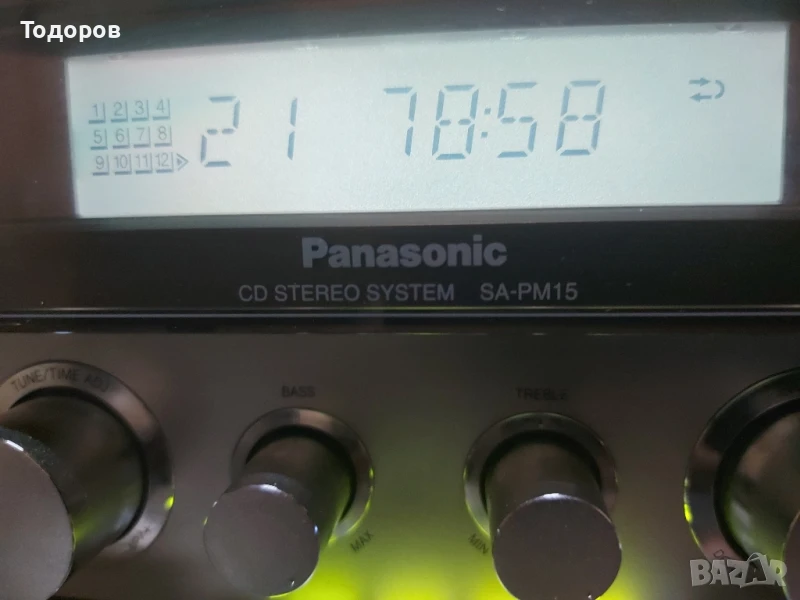 Тодоров
1 2 3 4
5 6 7 8
9 10 11 12
21 78:58
Panasonic
CD STEREO SYSTEM SA-PM15
TUNE/TIME ADJ
BASS
TREBLE
MAX
MIN
BAZAR